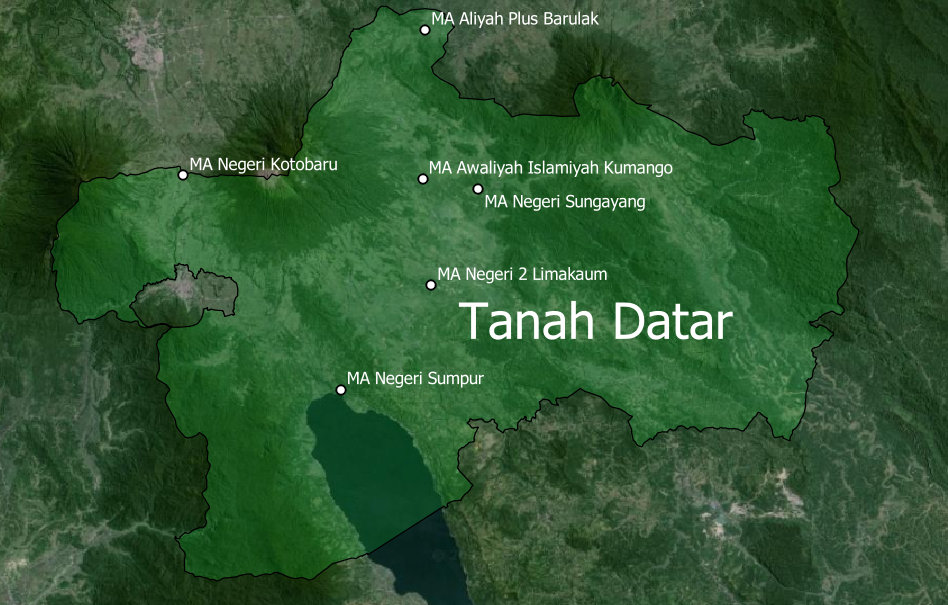 MA Aliyah Plus Barulak
MA Negeri Kotobaru
MA Awaliyah Islamiyah Kumango
MA Negeri Sungayang
MA Negeri 2 Limakaum
Tanah Datar
MA Negeri Sumpur